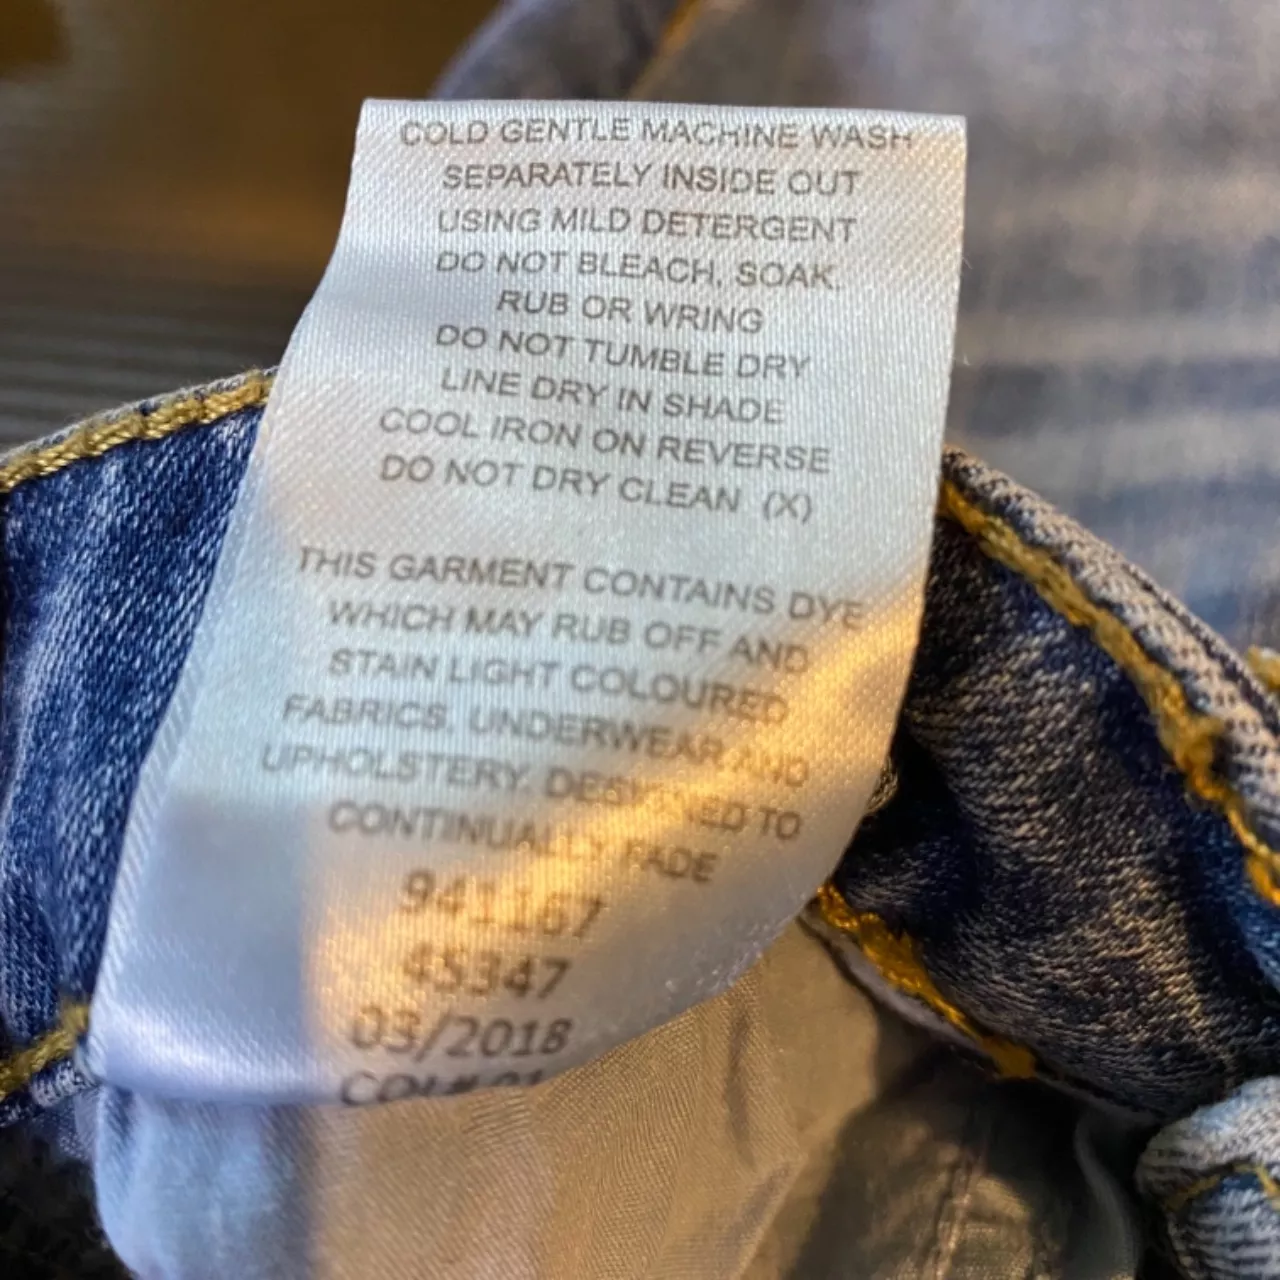 COLD GENTLE MACHINE WASH
SEPARATELY INSIDE OUT
USING MILD DETERGENT
DO NOT BLEACH, SOAK,
RUB OR WRING
DO NOT TUMBLE DRY
LINE DRY IN SHADE
COOL IRON ON REVERSE
DO NOT DRY CLEAN (X)
THIS GARMENT CONTAINS DYE
WHICH MAY RUB OFF AND
STAIN LIGHT COLOURED
FABRICS, UNDERWEAR AND
UPHOLSTERY. DESIGNED TO
CONTINUALLY FADE
941167
45347
03/2018